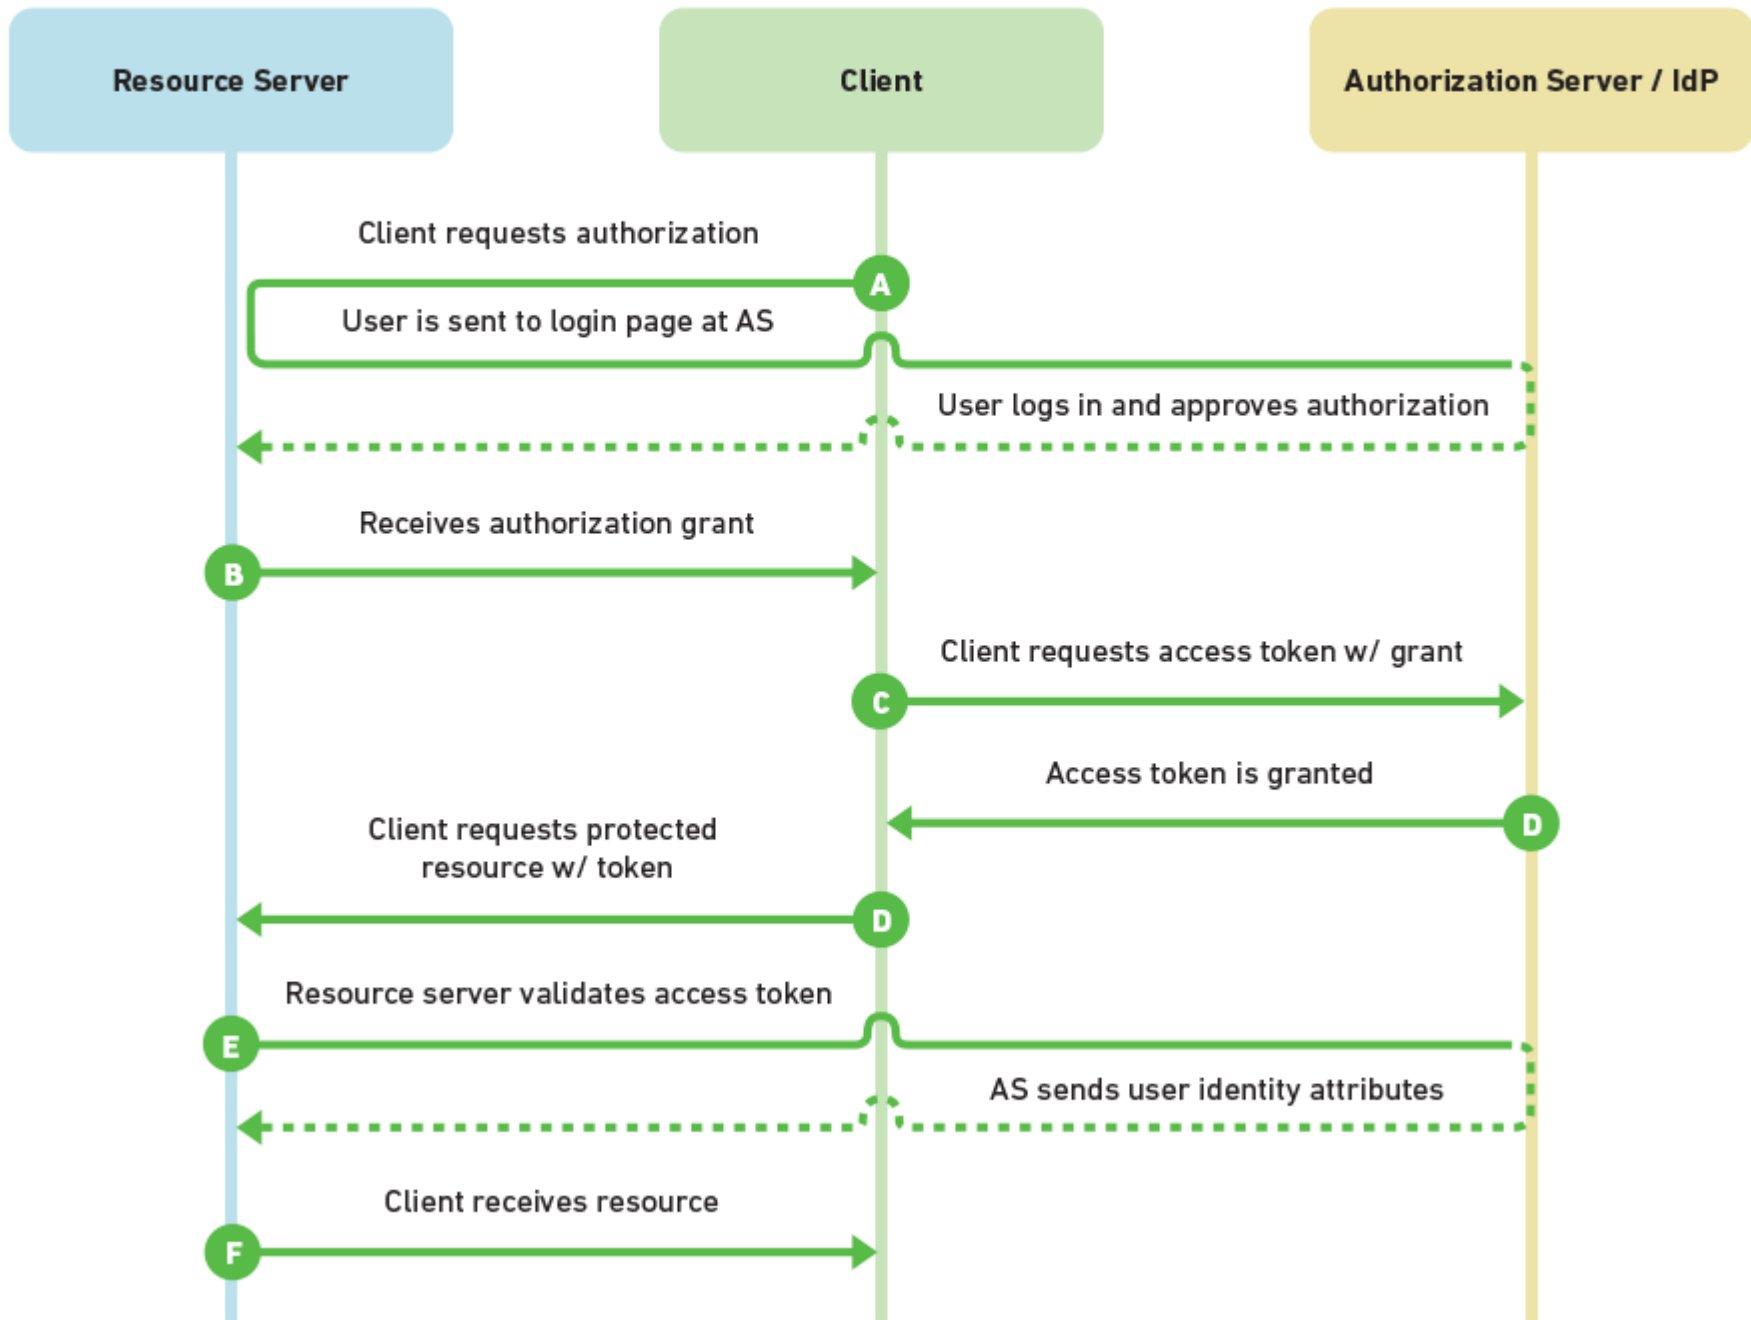 Resource Server
Client
Authorization Server / IdP
Client requests authorization
A
User is sent to login page at AS
User logs in and approves authorization
Receives authorization grant
B
Client requests access token w/ grant
C
Access token is granted
D
Client requests protected
resource w/ token
D
Resource server validates access token
E
AS sends user identity attributes
Client receives resource
F